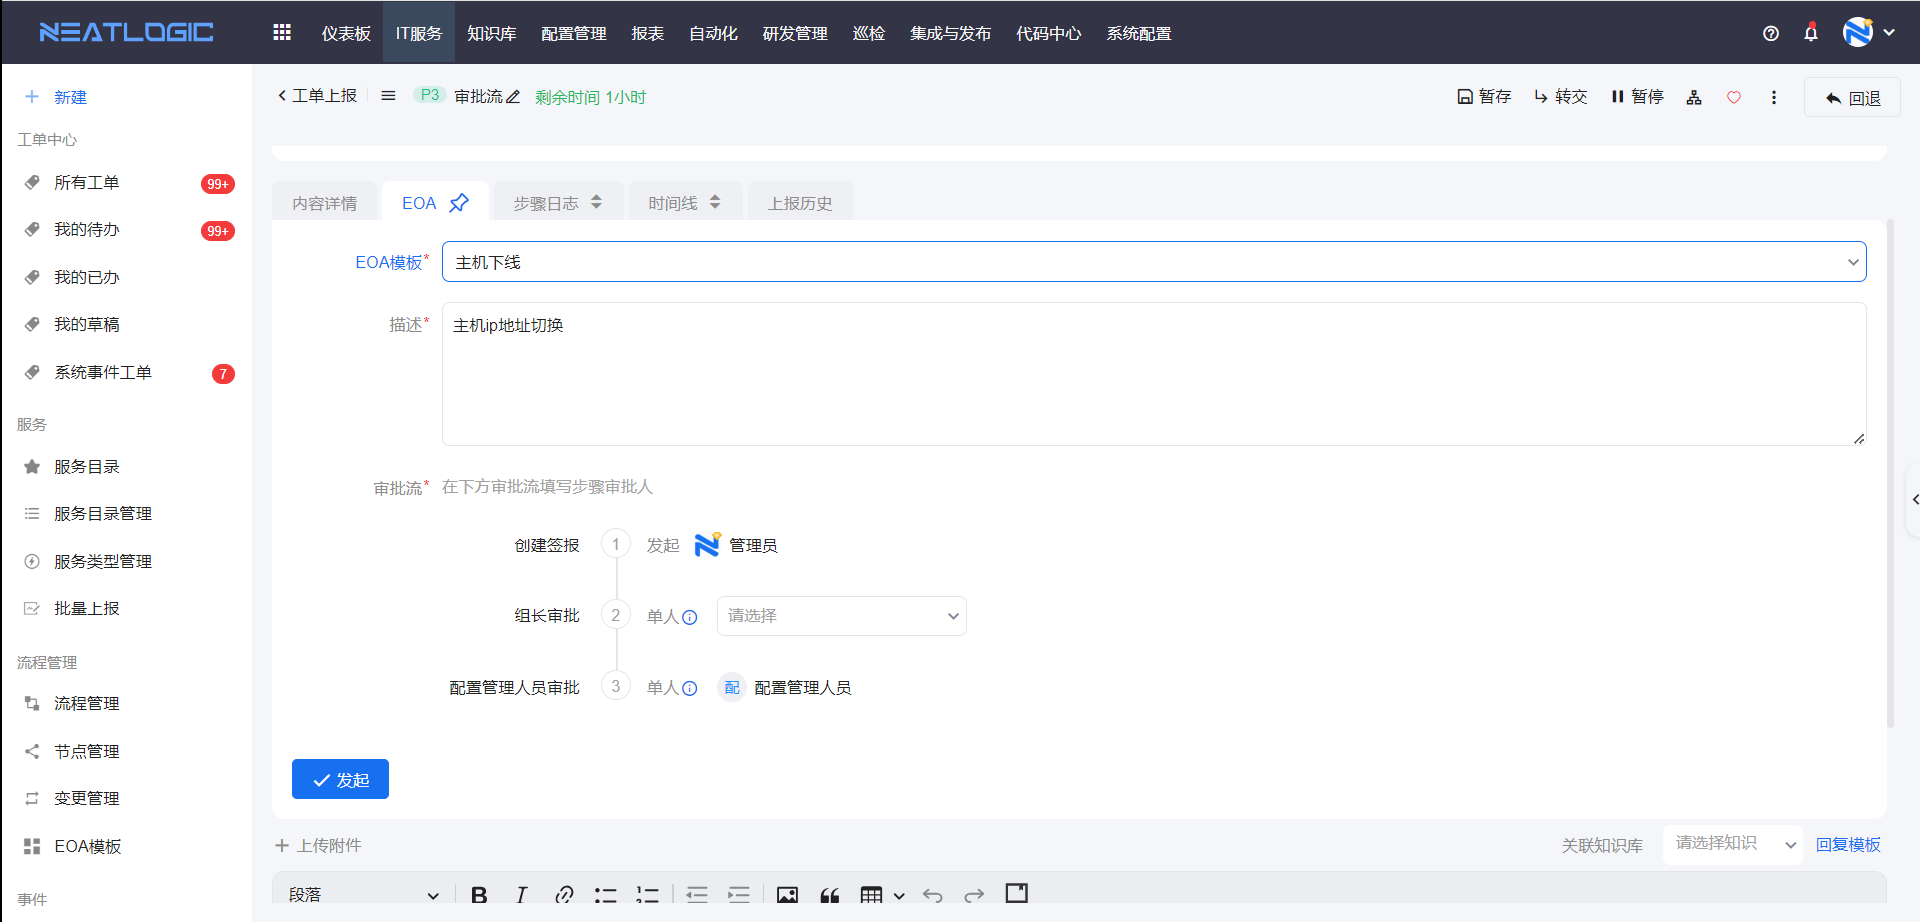 NEATLOGIC
仪表板 IT服务 知识库 配置管理 报表 自动化 研发管理 巡检 集成与发布 代码中心 系统配置
新建
工单中心
所有工单 99+
我的待办 99+
我的已办
我的草稿
系统事件工单 7
服务
服务目录
服务目录管理
服务类型管理
批量上报
流程管理
流程管理
节点管理
变更管理
EOA模板
事件
工单上报 P3 审批流 剩余时间 1小时
暂存 转交 暂停 回退
内容详情 EOA 步骤日志 时间线 上报历史
EOA模板* 主机下线
描述* 主机ip地址切换
审批流* 在下方审批流填写步骤审批人
创建签报 1 发起 管理员
组长审批 2 单人 请选择
配置管理人员审批 3 单人 配 配置管理人员
发起
上传附件
关联知识库 请选择知识 回复模板
段落